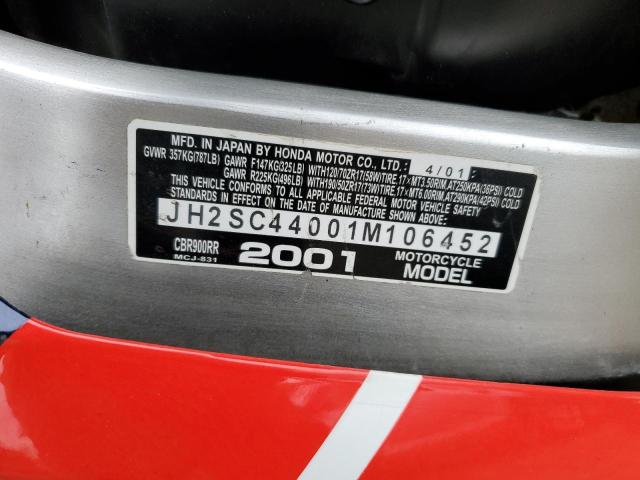 MFD. IN JAPAN BY HONDA MOTOR CO., LTD. 4/01
GVWR 357KG(787LB) GAWR F147KG(325LB) WITH120/70ZR17(58W)TIRE,17×MT3.50RIM,AT250KPA(36PSI) COLD
GAWR R225KG(496LB) WITH190/50ZR17(73W)TIRE,17×MT6.00RIM,AT290KPA(42PSI) COLD
THIS VEHICLE CONFORMS TO ALL APPLICABLE FEDERAL MOTOR VEHICLE SAFETY
STANDARDS IN EFFECT ON THE DATE OF MANUFACTURE SHOWN ABOVE.
JH2SC44001M106452
CBR900RR 2001 MOTORCYCLE
MCJ-831 MODEL